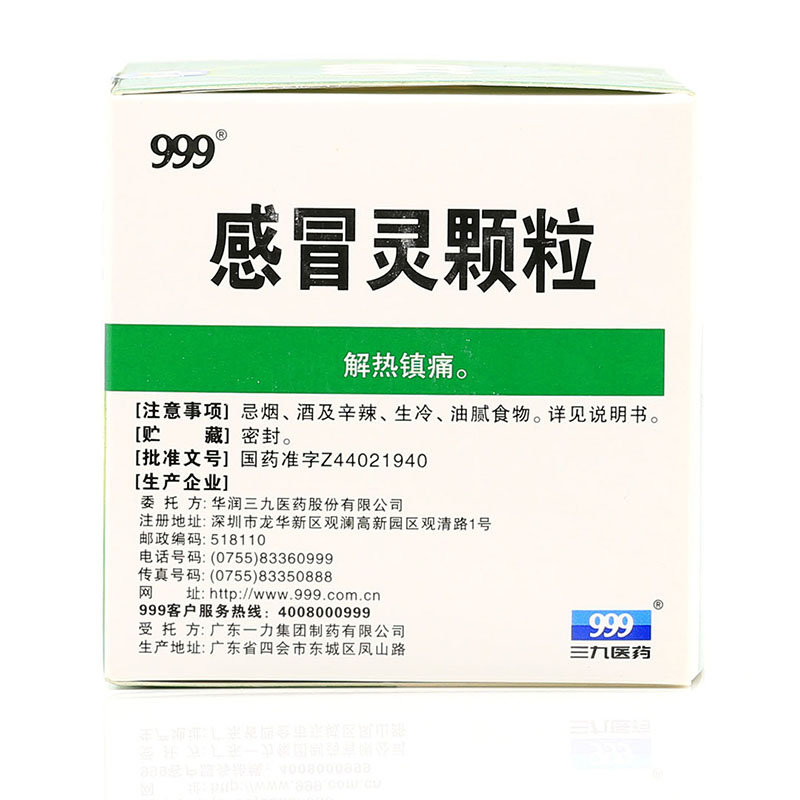 999®
感冒灵颗粒
解热镇痛。
[注意事项] 忌烟、酒及辛辣、生冷、油腻食物。详见说明书。
[贮 藏] 密封。
[批准文号] 国药准字Z44021940
[生产企业]
委 托 方: 华润三九医药股份有限公司
注册地址: 深圳市龙华新区观澜高新园区观清路1号
邮政编码: 518110
电话号码: (0755)83360999
传真号码: (0755)83350888
网 址: http://www.999.com.cn
999客户服务热线: 4008000999
受 托 方: 广东一力集团制药有限公司
生产地址: 广东省四会市东城区凤山路
999®
三九医药